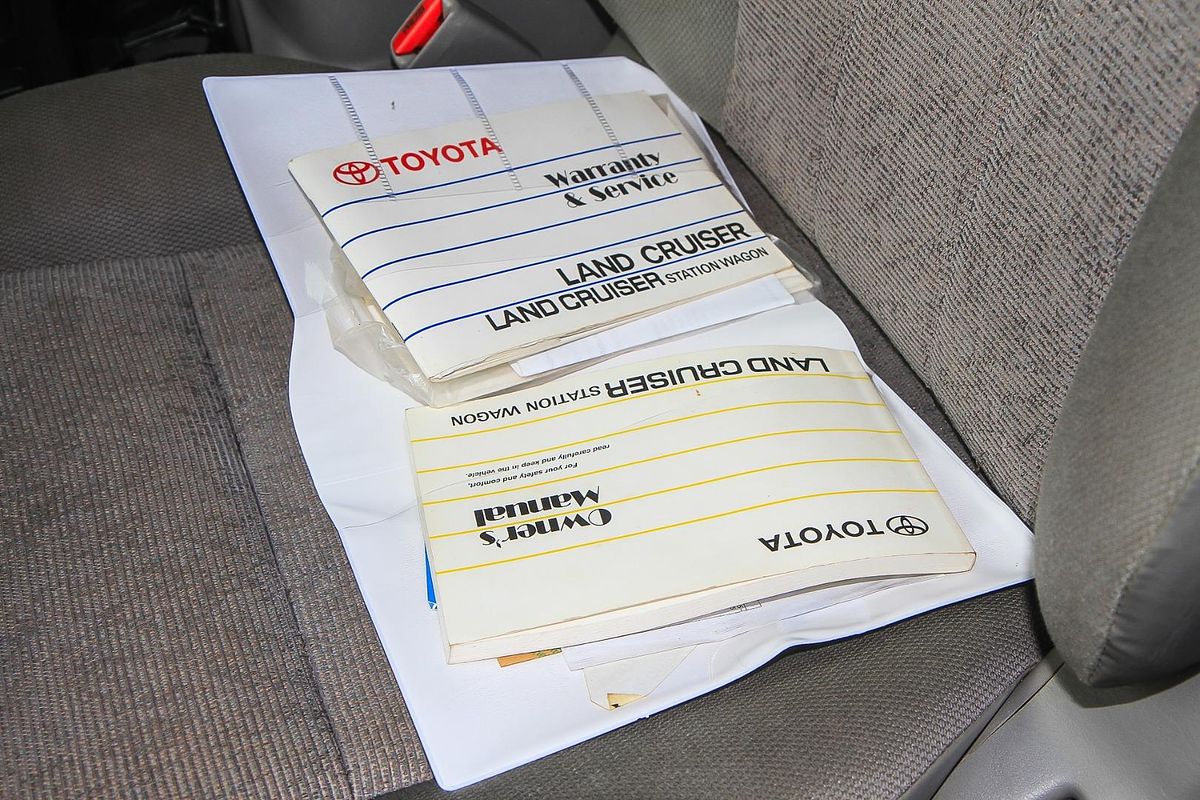 TOYOTA
Warranty
& Service
LAND CRUISER
LAND CRUISER STATION WAGON
TOYOTA
Owner's
Manual
For your safety and comfort,
read carefully and keep in the vehicle.
LAND CRUISER STATION WAGON